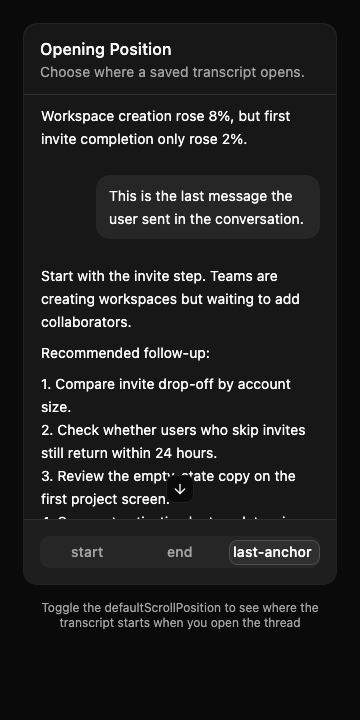 Opening Position
Choose where a saved transcript opens.
Workspace creation rose 8%, but first
invite completion only rose 2%.
This is the last message the
user sent in the conversation.
Start with the invite step. Teams are
creating workspaces but waiting to add
collaborators.
Recommended follow-up:
1. Compare invite drop-off by account
size.
2. Check whether users who skip invites
still return within 24 hours.
3. Review the empty-state copy on the
first project screen.
start
end
last-anchor
Toggle the defaultScrollPosition to see where the
transcript starts when you open the thread